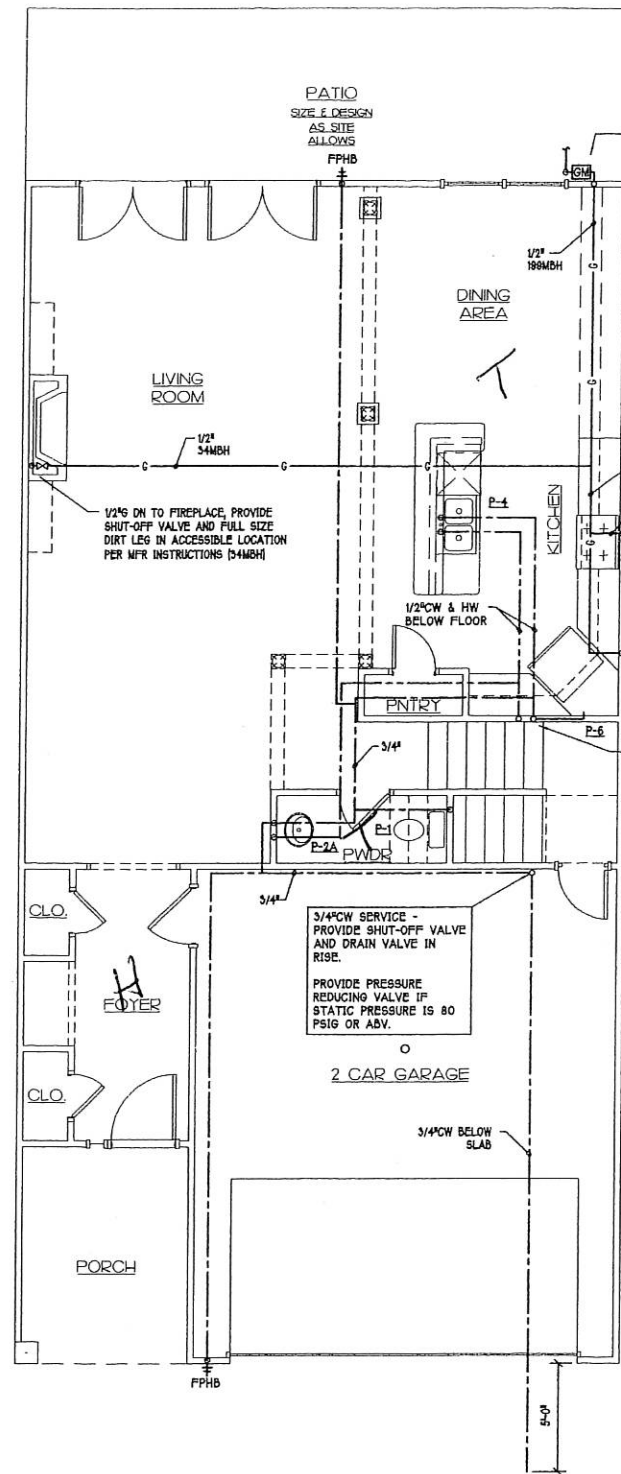 PATIO
SIZE & DESIGN
AS SITE
ALLOWS
FPHB
GM
1/2"
199MBH
G
DINING
AREA
G
LIVING
ROOM
1/2"
34MBH
G
G
G
1/2"G DN TO FIREPLACE, PROVIDE
SHUT-OFF VALVE AND FULL SIZE
DIRT LEG IN ACCESSIBLE LOCATION
PER MFR INSTRUCTIONS (34MBH)
P-4
KITCHEN
G
1/2"CW & HW
BELOW FLOOR
PNTRY
P-6
3/4"
P-2A
P-1
PWDR
3/4"
CLO.
3/4"CW SERVICE -
PROVIDE SHUT-OFF VALVE
AND DRAIN VALVE IN
RISE.
PROVIDE PRESSURE
REDUCING VALVE IF
STATIC PRESSURE IS 80
PSIG OR ABV.
H
FOYER
2 CAR GARAGE
CLO.
3/4"CW BELOW
SLAB
PORCH
FPHB
5'-0"